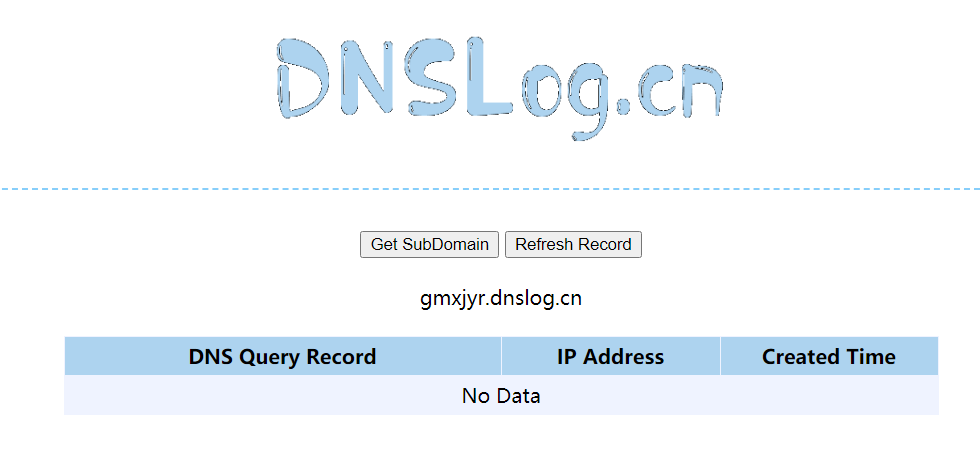 DNSLog.cn
Get SubDomain Refresh Record
gmxjyr.dnslog.cn
DNS Query Record IP Address Created Time
No Data